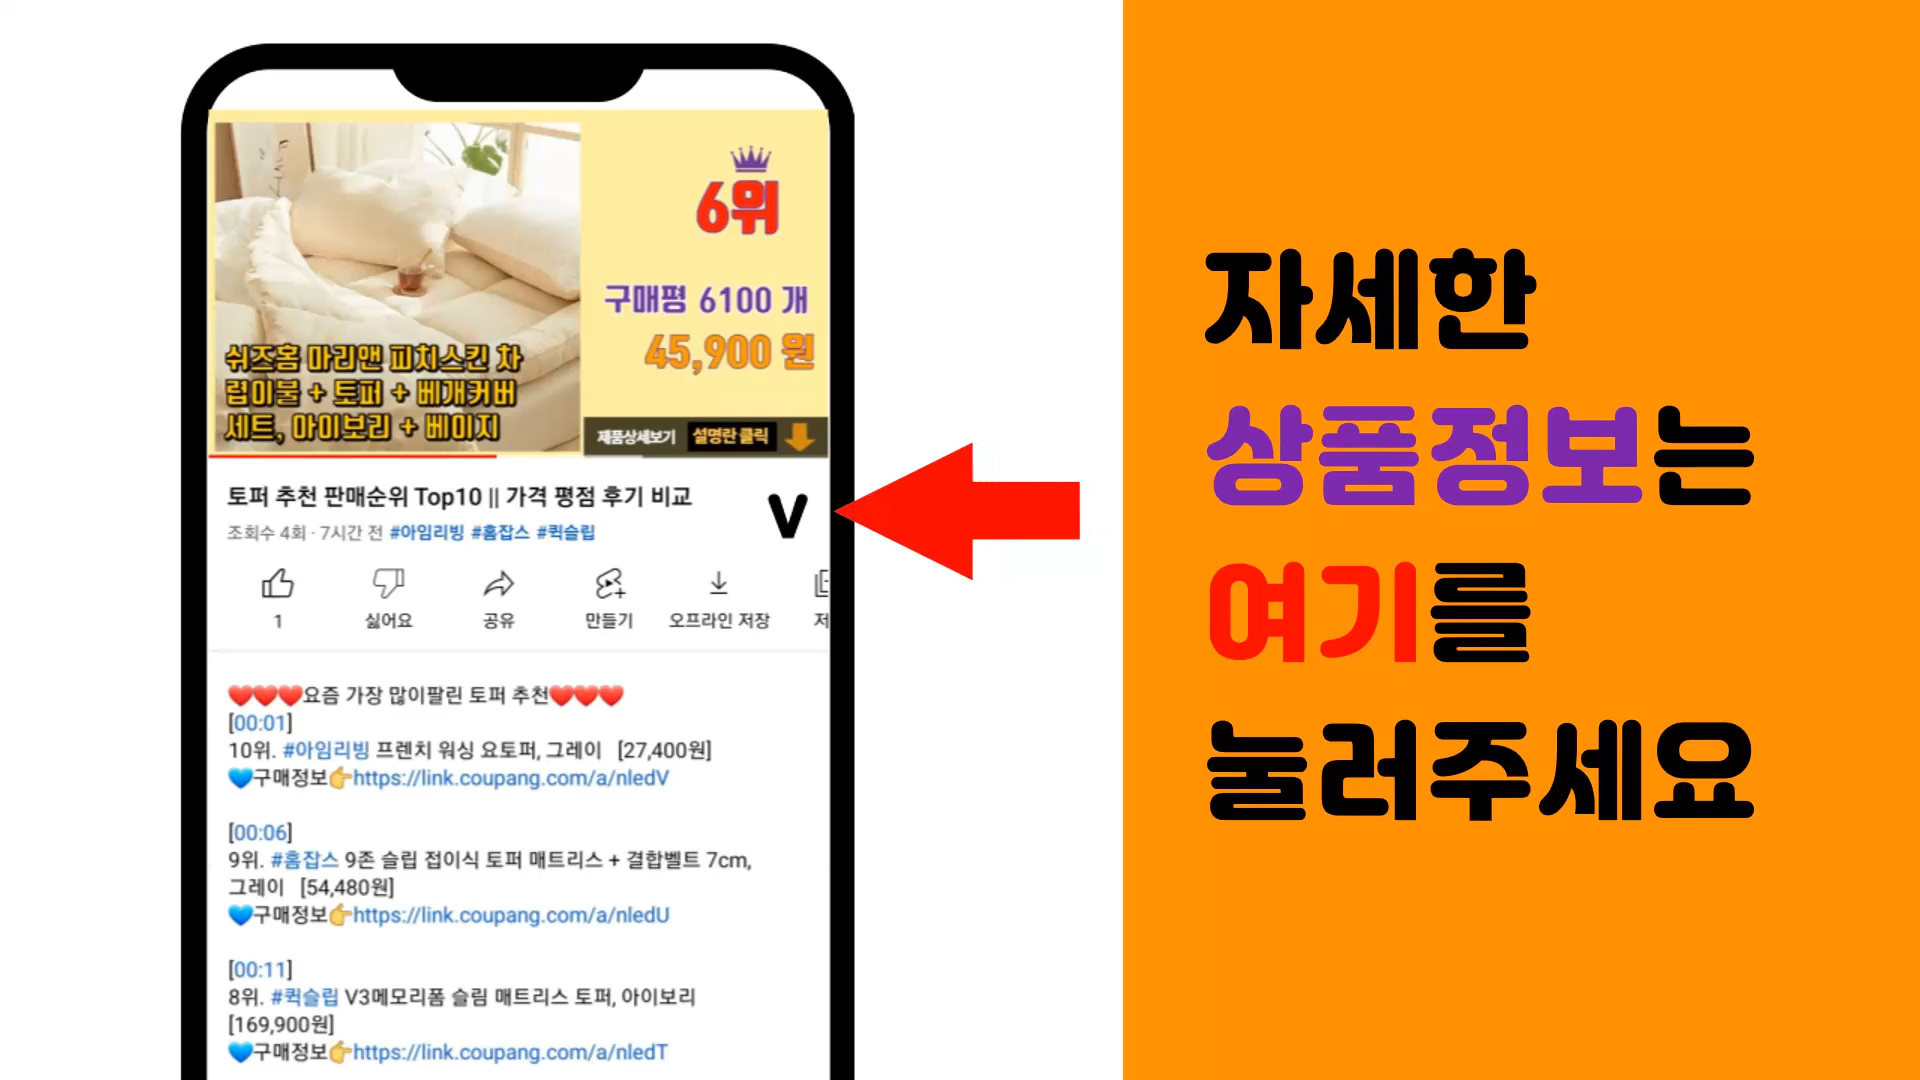 6위
구매평 6100 개
45,900 원
쉬즈홈 마리앤 피치스킨 차
렵이불 + 토퍼 + 베개커버
세트, 아이보리 + 베이지
제품상세보기 설명란 클릭
토퍼 추천 판매순위 Top10 || 가격 평점 후기 비교
조회수 4회 · 7시간 전 #아임리빙 #홈잡스 #퀵슬립
V
1 싫어요 공유 만들기 오프라인 저장 저
❤️❤️❤️요즘 가장 많이팔린 토퍼 추천❤️❤️❤️
[00:01]
10위. #아임리빙 프렌치 워싱 요토퍼, 그레이 [27,400원]
💙구매정보👉https://link.coupang.com/a/nledV
[00:06]
9위. #홈잡스 9존 슬립 접이식 토퍼 매트리스 + 결합벨트 7cm,
그레이 [54,480원]
💙구매정보👉https://link.coupang.com/a/nledU
[00:11]
8위. #퀵슬립 V3메모리폼 슬림 매트리스 토퍼, 아이보리
[169,900원]
💙구매정보👉https://link.coupang.com/a/nledT
자세한
상품정보는
여기를
눌러주세요